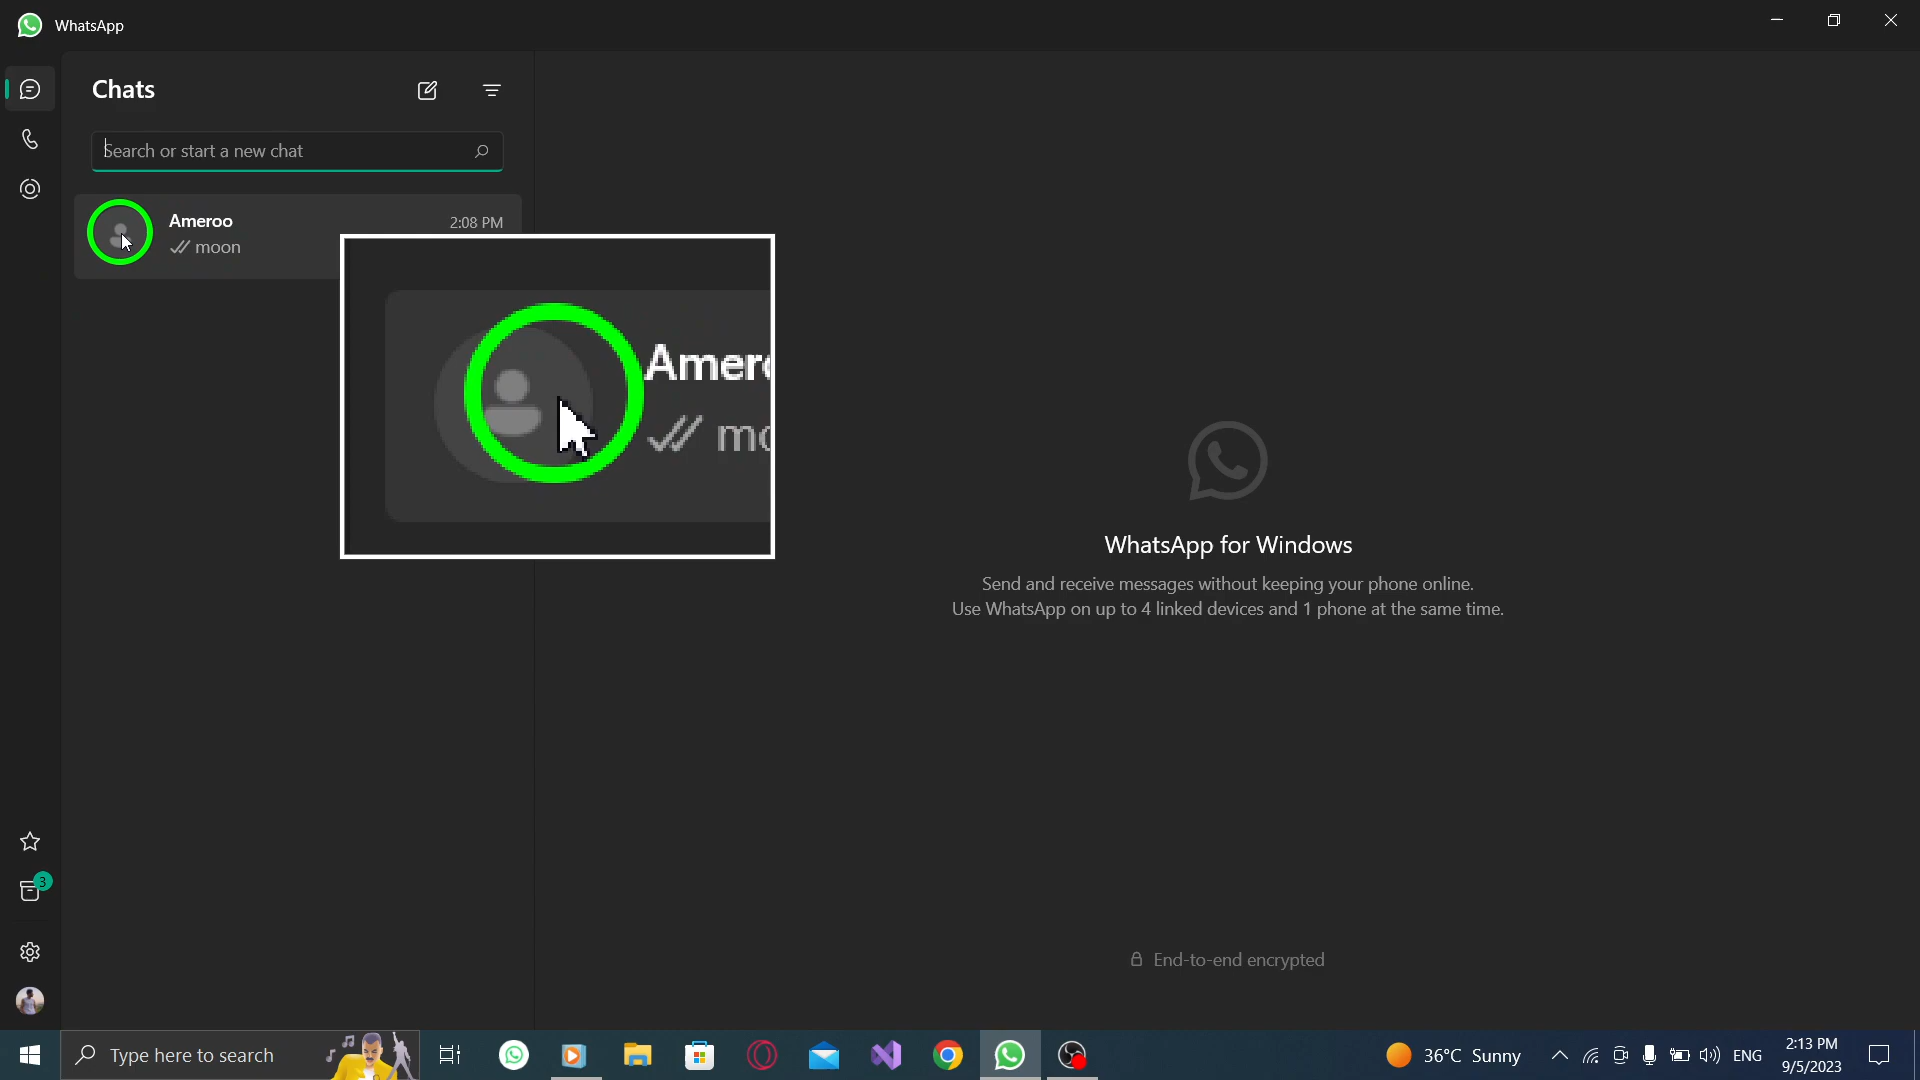 WhatsApp
Chats
Search or start a new chat
Ameroo
2:08 PM
moon
Amero
mo
WhatsApp for Windows
Send and receive messages without keeping your phone online.
Use WhatsApp on up to 4 linked devices and 1 phone at the same time.
3
End-to-end encrypted
Type here to search
36°C Sunny
ENG
2:13 PM
9/5/2023